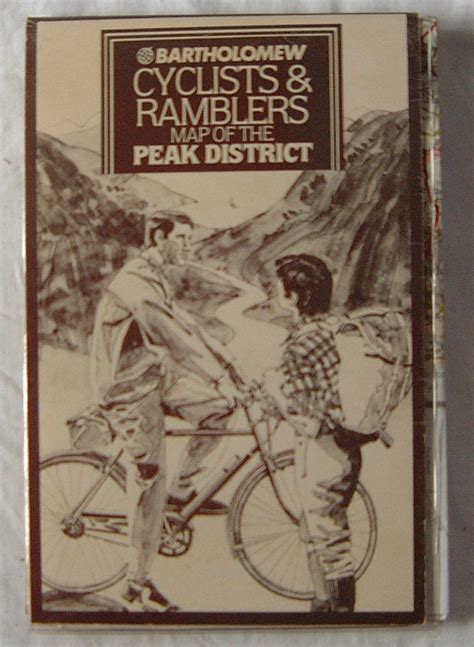 BARTHOLOMEW
CYCLISTS &
RAMBLERS
MAP OF THE
PEAK DISTRICT